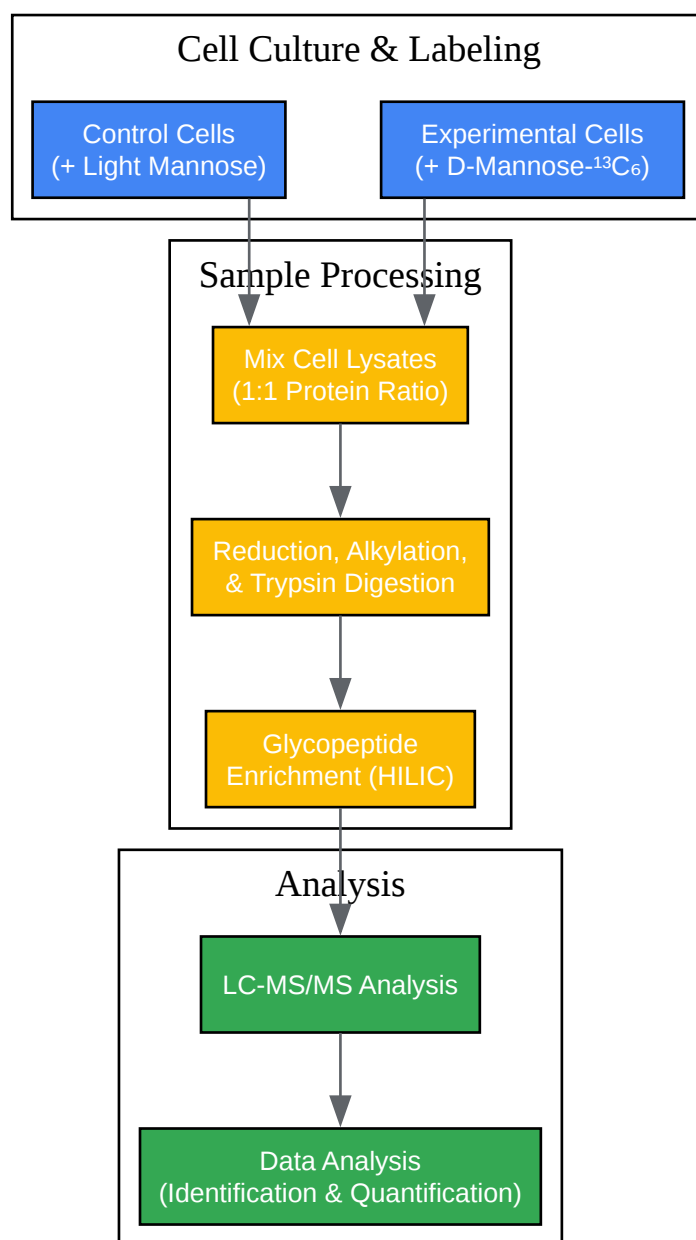 Cell Culture & Labeling
Control Cells
(+ Light Mannose)
Experimental Cells
(+ D-Mannose-¹³C₆)
Sample Processing
Mix Cell Lysates
(1:1 Protein Ratio)
Reduction, Alkylation,
& Trypsin Digestion
Glycopeptide
Enrichment (HILIC)
Analysis
LC-MS/MS Analysis
Data Analysis
(Identification & Quantification)